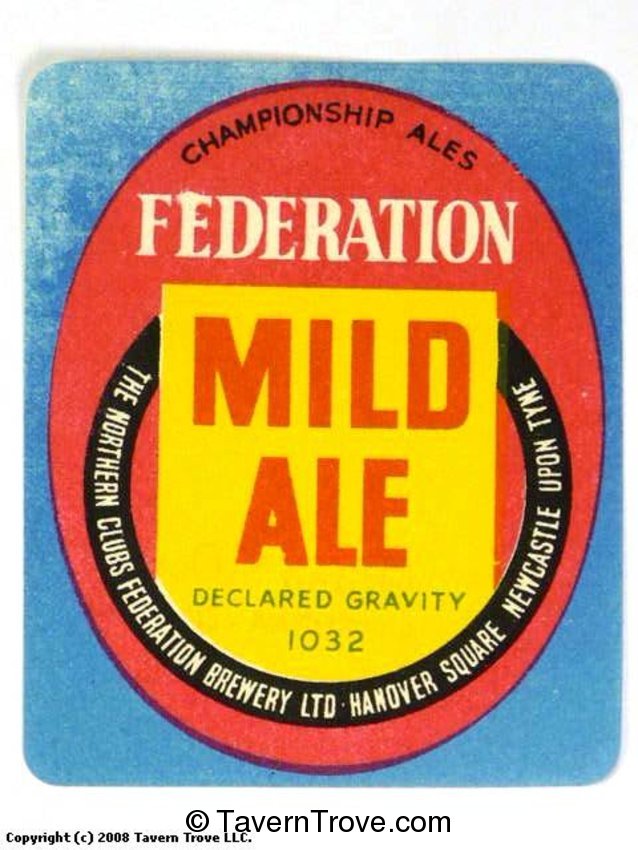 CHAMPIONSHIP ALES
FEDERATION
MILD
ALE
DECLARED GRAVITY
1032
THE NORTHERN CLUBS FEDERATION BREWERY LTD · HANOVER SQUARE NEWCASTLE UPON TYNE
© TavernTrove.com
Copyright (c) 2008 Tavern Trove LLC.